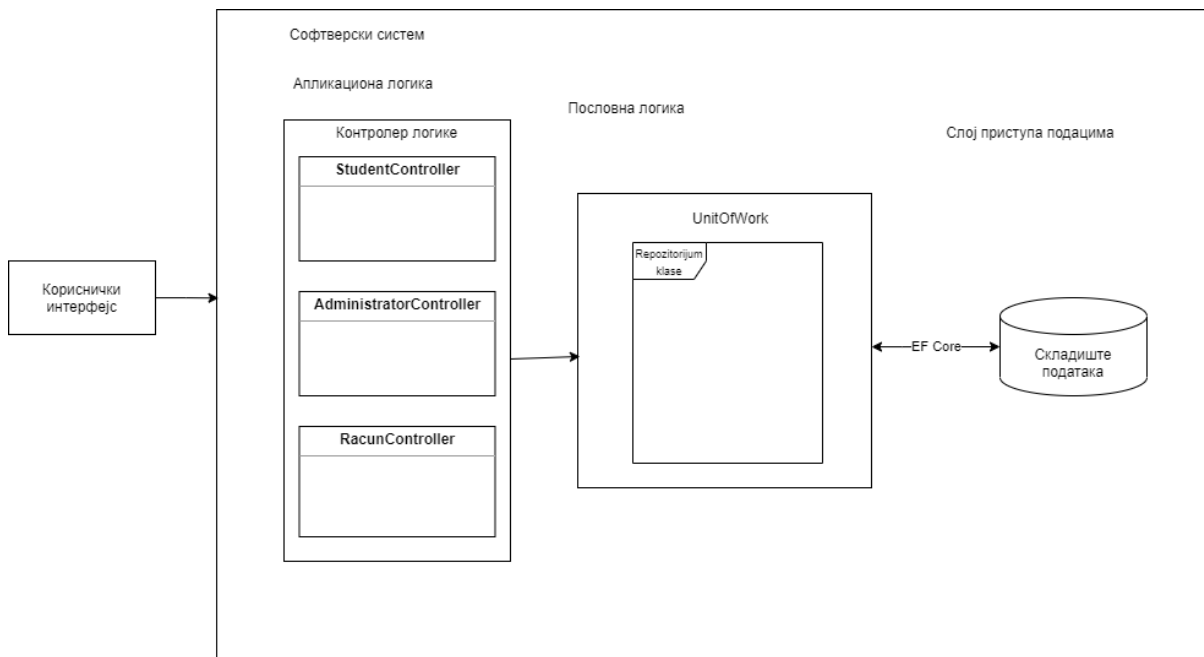 Софтверски систем
Апликациона логика
Пословна логика
Слој приступа подацима
Контролер логике
StudentController
AdministratorController
RacunController
UnitOfWork
Repozitorijum
klase
Кориснички
интерфејс
EF Core
Складиште
података